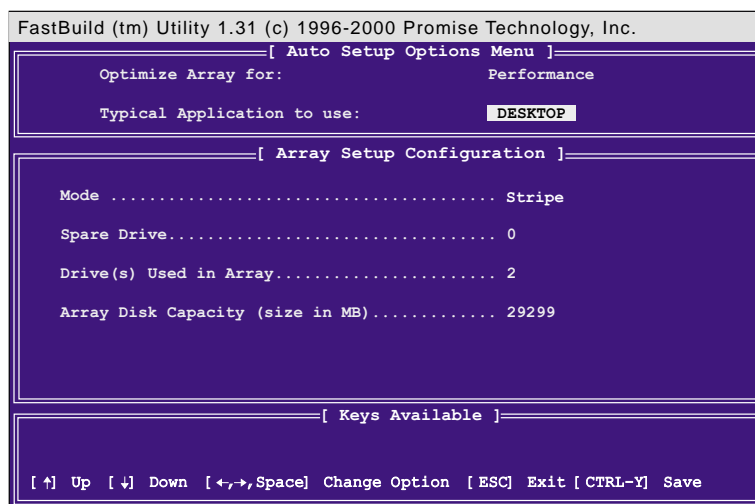 FastBuild (tm) Utility 1.31 (c) 1996-2000 Promise Technology, Inc.
[ Auto Setup Options Menu ]
Optimize Array for: Performance
Typical Application to use: DESKTOP
[ Array Setup Configuration ]
Mode ........................................ Stripe
Spare Drive.................................. 0
Drive(s) Used in Array....................... 2
Array Disk Capacity (size in MB)............. 29299
[ Keys Available ]
[↑] Up [↓] Down [←,→,Space] Change Option [ESC] Exit [CTRL-Y] Save